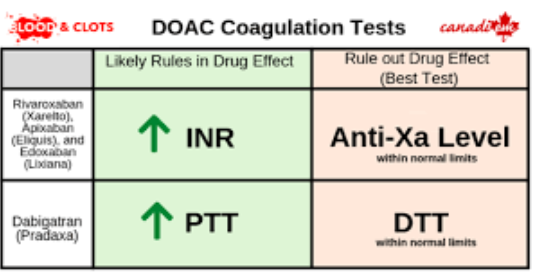 BLOOD & CLOTS
DOAC Coagulation Tests
canadiem
Likely Rules in Drug Effect
Rule out Drug Effect
(Best Test)
Rivaroxaban
(Xarelto),
Apixaban
(Eliquis), and
Edoxaban
(Lixiana)
↑ INR
Anti-Xa Level
within normal limits
Dabigatran
(Pradaxa)
↑ PTT
DTT
within normal limits